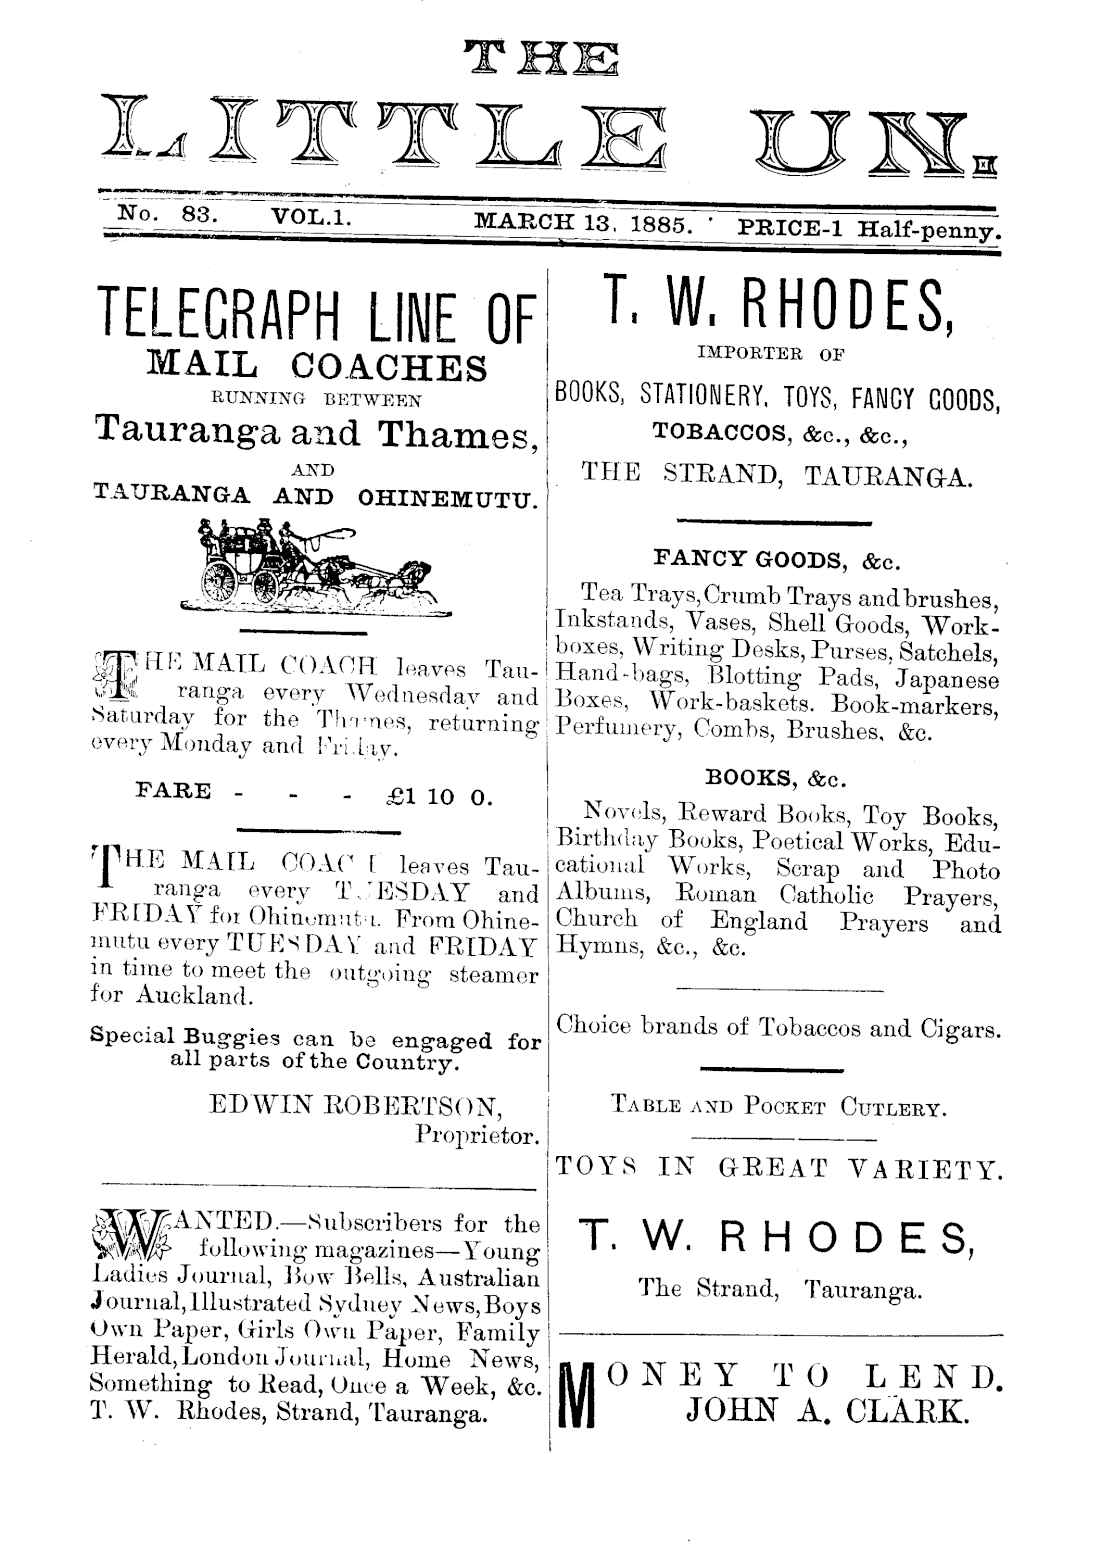 THE
LITTLE UN.
No. 83. VOL.1. MARCH 13, 1885. PRICE-1 Half-penny.
TELEGRAPH LINE OF
MAIL COACHES
RUNNING BETWEEN
Tauranga and Thames,
AND
TAURANGA AND OHINEMUTU.
THE MAIL COACH leaves Tau-
ranga every Wednesday and
Saturday for the Thames, returning
every Monday and Friday.
FARE - - - £1 10 0.
THE MAIL COAC leaves Tau-
ranga every TUESDAY and
FRIDAY for Ohinemutu. From Ohine-
mutu every TUESDAY and FRIDAY
in time to meet the outgoing steamer
for Auckland.
Special Buggies can be engaged for
all parts of the Country.
EDWIN ROBERTSON,
Proprietor.
WANTED.—Subscribers for the
following magazines—Young
Ladies Journal, Bow Bells, Australian
Journal, Illustrated Sydney News, Boys
Own Paper, Girls Own Paper, Family
Herald, London Journal, Home News,
Something to Read, Once a Week, &c.
T. W. Rhodes, Strand, Tauranga.
T. W. RHODES,
IMPORTER OF
BOOKS, STATIONERY, TOYS, FANCY GOODS,
TOBACCOS, &c., &c.,
THE STRAND, TAURANGA.
FANCY GOODS, &c.
Tea Trays, Crumb Trays and brushes,
Inkstands, Vases, Shell Goods, Work-
boxes, Writing Desks, Purses, Satchels,
Hand-bags, Blotting Pads, Japanese
Boxes, Work-baskets. Book-markers,
Perfumery, Combs, Brushes, &c.
BOOKS, &c.
Novels, Reward Books, Toy Books,
Birthday Books, Poetical Works, Edu-
cational Works, Scrap and Photo
Albums, Roman Catholic Prayers,
Church of England Prayers and
Hymns, &c., &c.
Choice brands of Tobaccos and Cigars.
TABLE AND POCKET CUTLERY.
TOYS IN GREAT VARIETY.
T. W. RHODES,
The Strand, Tauranga.
MONEY TO LEND.
JOHN A. CLARK.